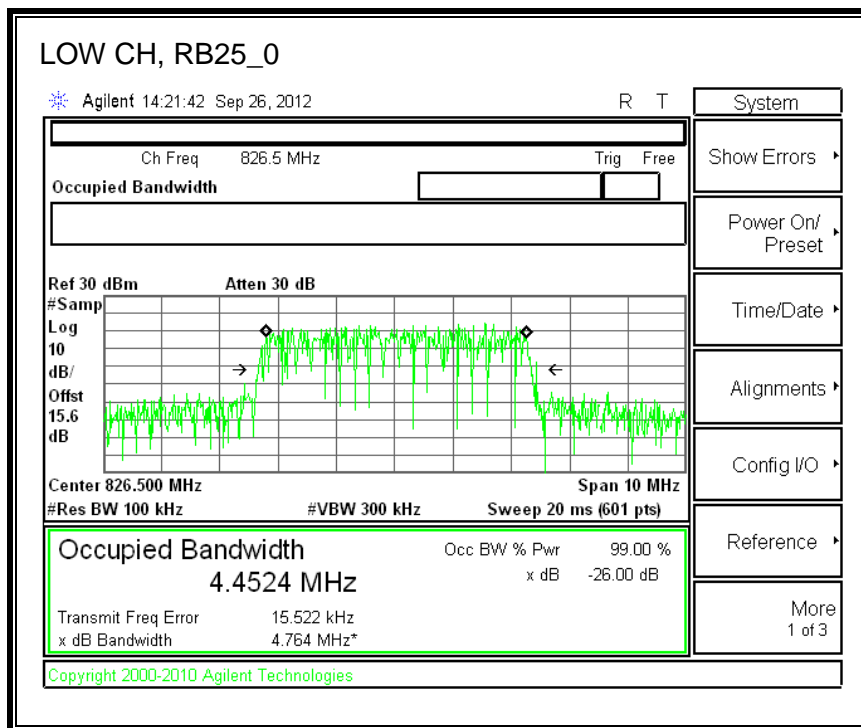 LOW CH, RB25_0
Agilent 14:21:42 Sep 26, 2012 R T
Ch Freq 826.5 MHz Trig Free
Occupied Bandwidth
Ref 30 dBm Atten 30 dB
#Samp
Log
10
dB/
Offst
15.6
dB
Center 826.500 MHz Span 10 MHz
#Res BW 100 kHz #VBW 300 kHz Sweep 20 ms (601 pts)
Occupied Bandwidth
4.4524 MHz
Occ BW % Pwr 99.00 %
x dB -26.00 dB
Transmit Freq Error 15.522 kHz
x dB Bandwidth 4.764 MHz*
Copyright 2000-2010 Agilent Technologies
System
Show Errors
Power On/
Preset
Time/Date
Alignments
Config I/O
Reference
More
1 of 3